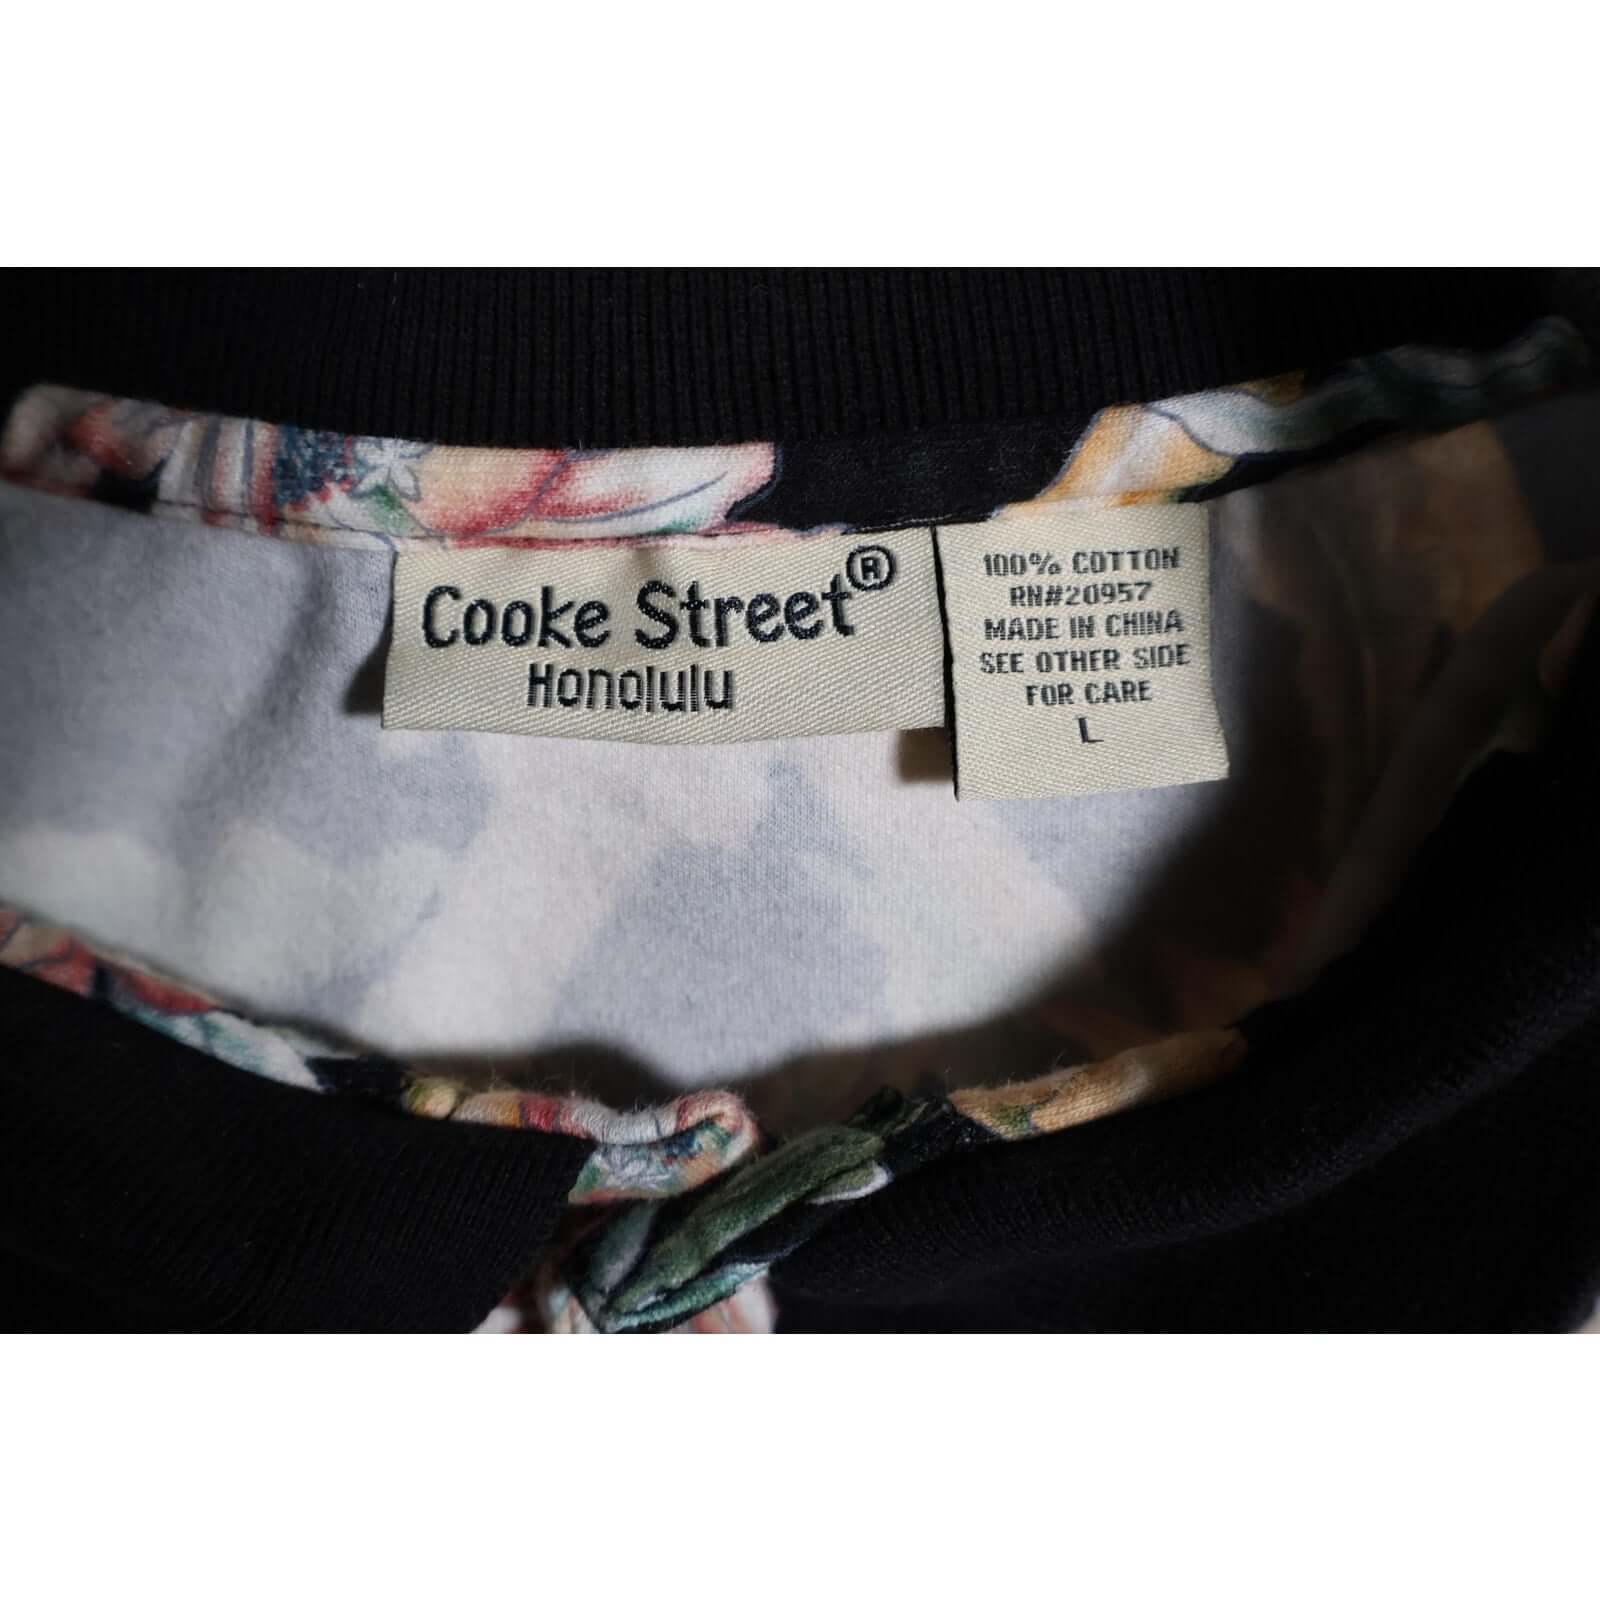 Cooke Street®
Honolulu
100% COTTON
RN#20957
MADE IN CHINA
SEE OTHER SIDE
FOR CARE
L